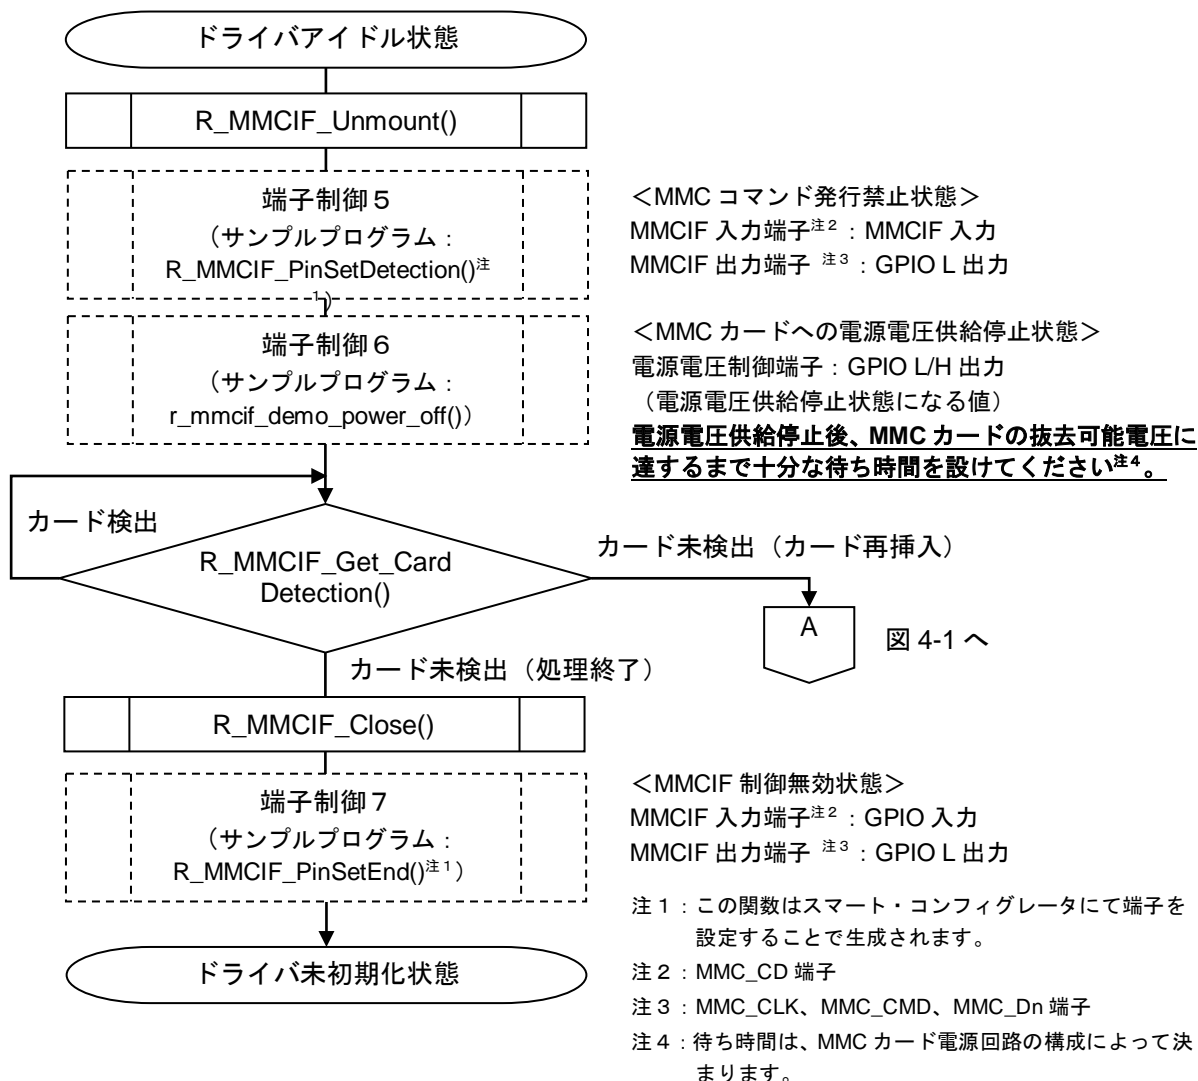 ドライバアイドル状態
R_MMCIF_Unmount()
端子制御５
（サンプルプログラム：
R_MMCIF_PinSetDetection()注
１）
＜MMC コマンド発行禁止状態＞
MMCIF 入力端子注２：MMCIF 入力
MMCIF 出力端子 注３：GPIO L 出力
端子制御６
（サンプルプログラム：
r_mmcif_demo_power_off()）
＜MMC カードへの電源電圧供給停止状態＞
電源電圧制御端子：GPIO L/H 出力
（電源電圧供給停止状態になる値）
電源電圧供給停止後、MMC カードの抜去可能電圧に
達するまで十分な待ち時間を設けてください注４。
カード検出
R_MMCIF_Get_Card
Detection()
カード未検出（カード再挿入）
A
図 4-1 へ
カード未検出（処理終了）
R_MMCIF_Close()
端子制御７
（サンプルプログラム：
R_MMCIF_PinSetEnd()注１）
＜MMCIF 制御無効状態＞
MMCIF 入力端子注２：GPIO 入力
MMCIF 出力端子 注３：GPIO L 出力
ドライバ未初期化状態
注１：この関数はスマート・コンフィグレータにて端子を
設定することで生成されます。
注２：MMC_CD 端子
注３：MMC_CLK、MMC_CMD、MMC_Dn 端子
注４：待ち時間は、MMC カード電源回路の構成によって決
まります。